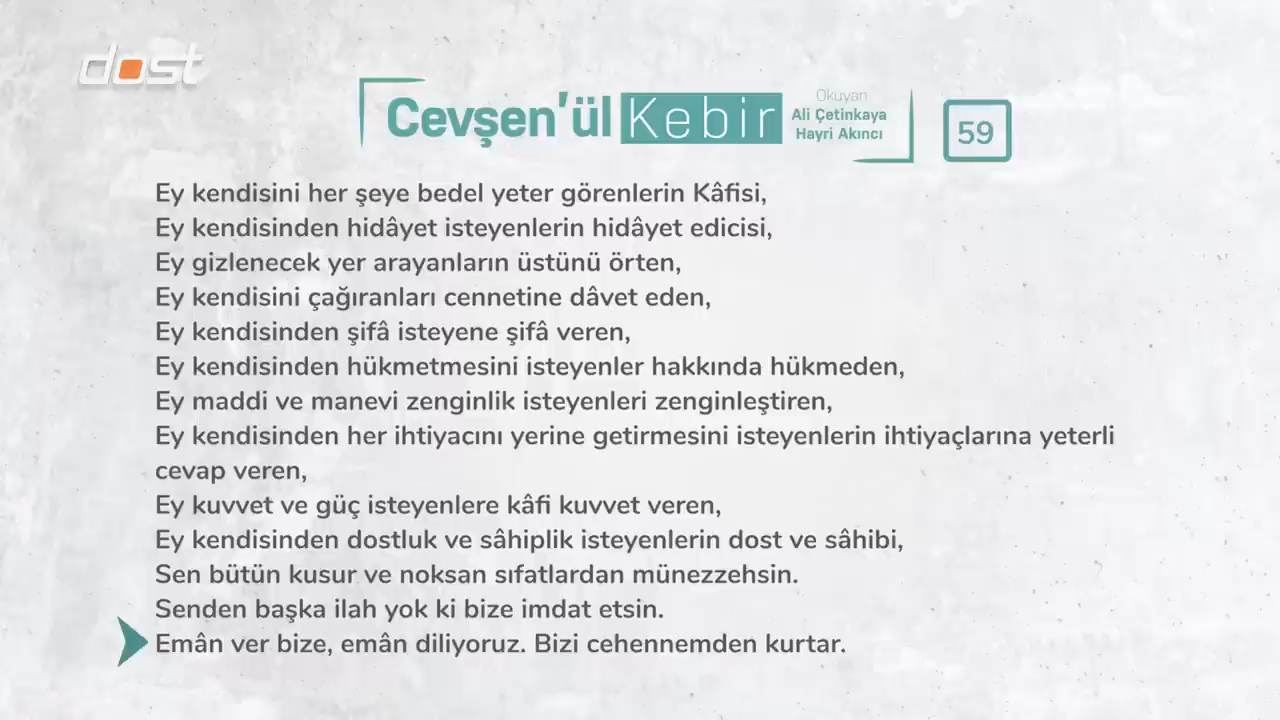 dost
Cevşen'ül Kebir
Okuyan
Ali Çetinkaya
Hayri Akıncı
59
Ey kendisini her şeye bedel yeter görenlerin Kâfisi,
Ey kendisinden hidâyet isteyenlerin hidâyet edicisi,
Ey gizlenecek yer arayanların üstünü örten,
Ey kendisini çağıranları cennetine dâvet eden,
Ey kendisinden şifâ isteyene şifâ veren,
Ey kendisinden hükmetmesini isteyenler hakkında hükmeden,
Ey maddi ve manevi zenginlik isteyenleri zenginleştiren,
Ey kendisinden her ihtiyacını yerine getirmesini isteyenlerin ihtiyaçlarına yeterli
cevap veren,
Ey kuvvet ve güç isteyenlere kâfi kuvvet veren,
Ey kendisinden dostluk ve sâhiplik isteyenlerin dost ve sâhibi,
Sen bütün kusur ve noksan sıfatlardan münezzehsin.
Senden başka ilah yok ki bize imdat etsin.
Emân ver bize, emân diliyoruz. Bizi cehennemden kurtar.